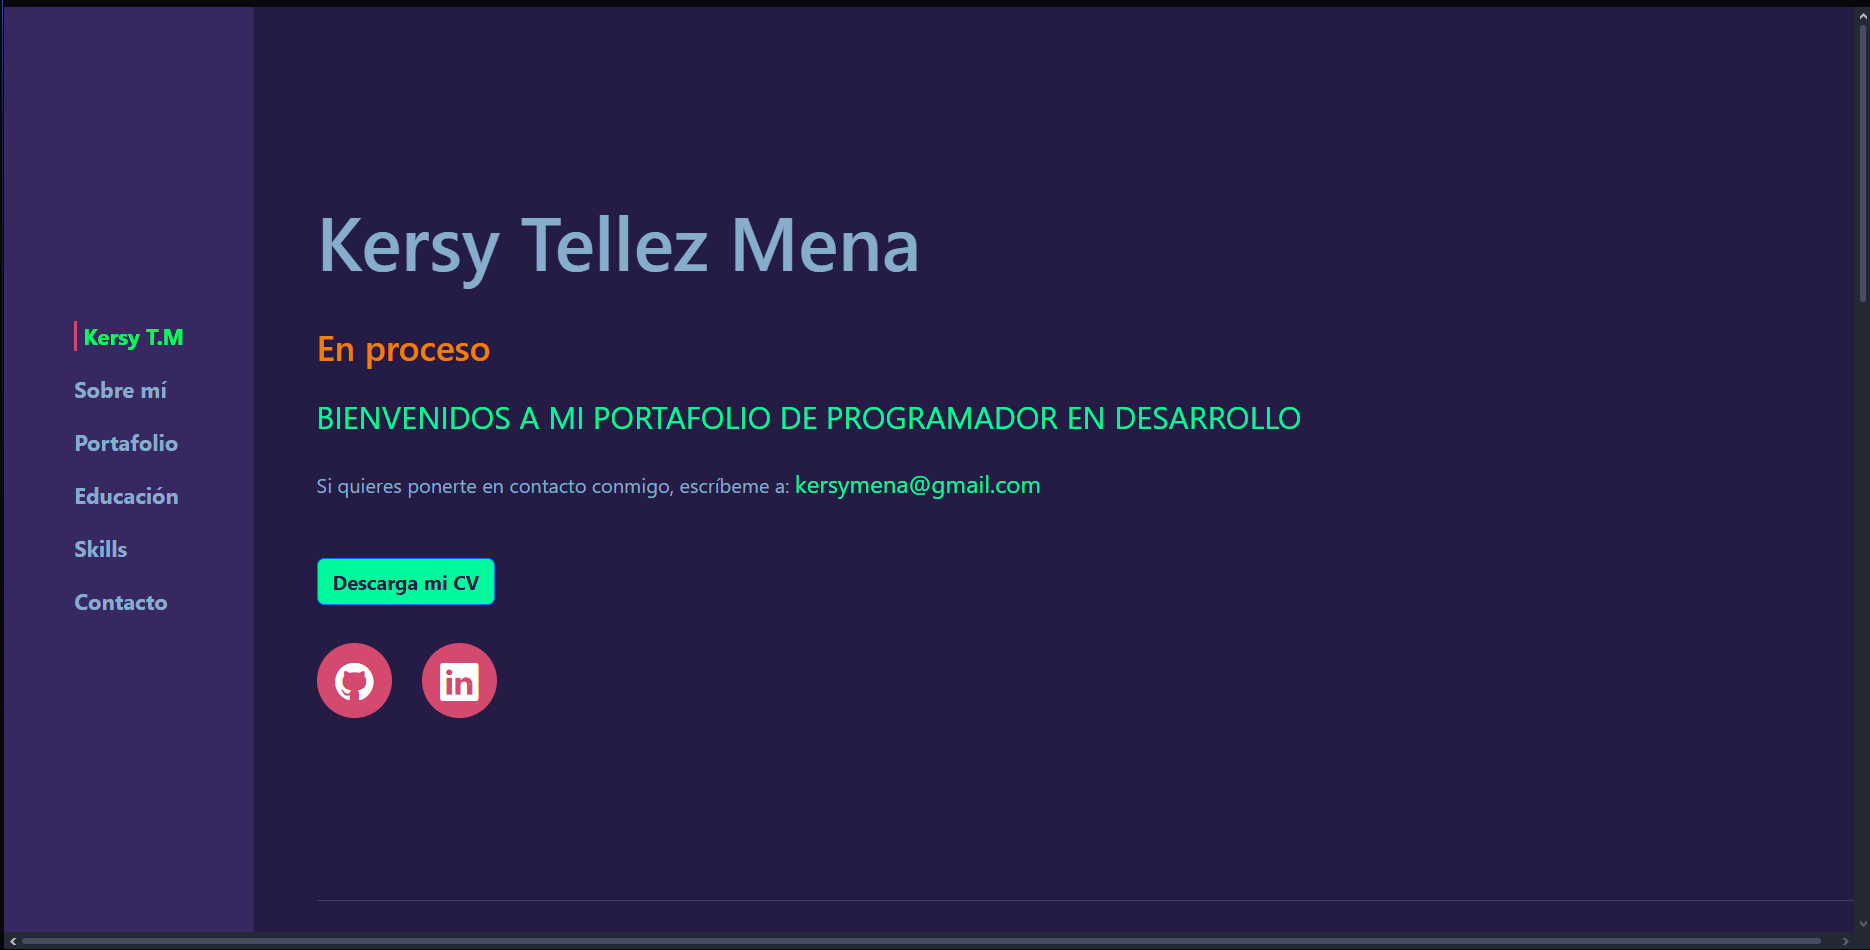 Kersy T.M
Sobre mí
Portafolio
Educación
Skills
Contacto
Kersy Tellez Mena
En proceso
BIENVENIDOS A MI PORTAFOLIO DE PROGRAMADOR EN DESARROLLO
Si quieres ponerte en contacto conmigo, escríbeme a: kersymena@gmail.com
Descarga mi CV
in